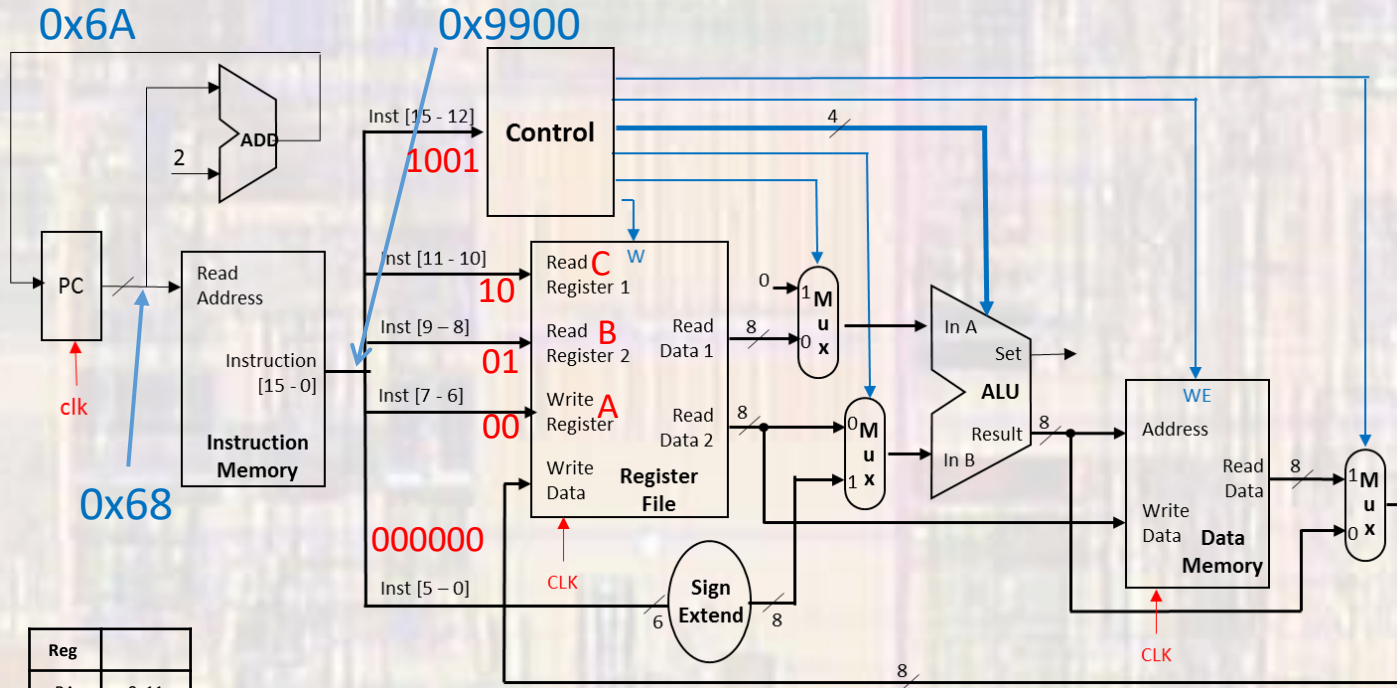 0x6A
0x9900
Inst [15 - 12]
1001
Control
4
ADD
2
PC
clk
0x68
Read
Address
Instruction
[15 - 0]
Instruction
Memory
Inst [11 - 10]
10
Inst [9 – 8]
01
Inst [7 - 6]
00
000000
Inst [5 – 0]
W
Read C
Register 1
Read B
Register 2
Write A
Register
Write
Data
Read
Data 1
Read
Data 2
Register
File
CLK
8
8
0
1
0
M
u
x
0
1
M
u
x
Sign
Extend
6
8
In A
Set
ALU
Result
In B
8
WE
Address
Read
Data
Write
Data
Data
Memory
CLK
8
1
0
M
u
x
8
Reg